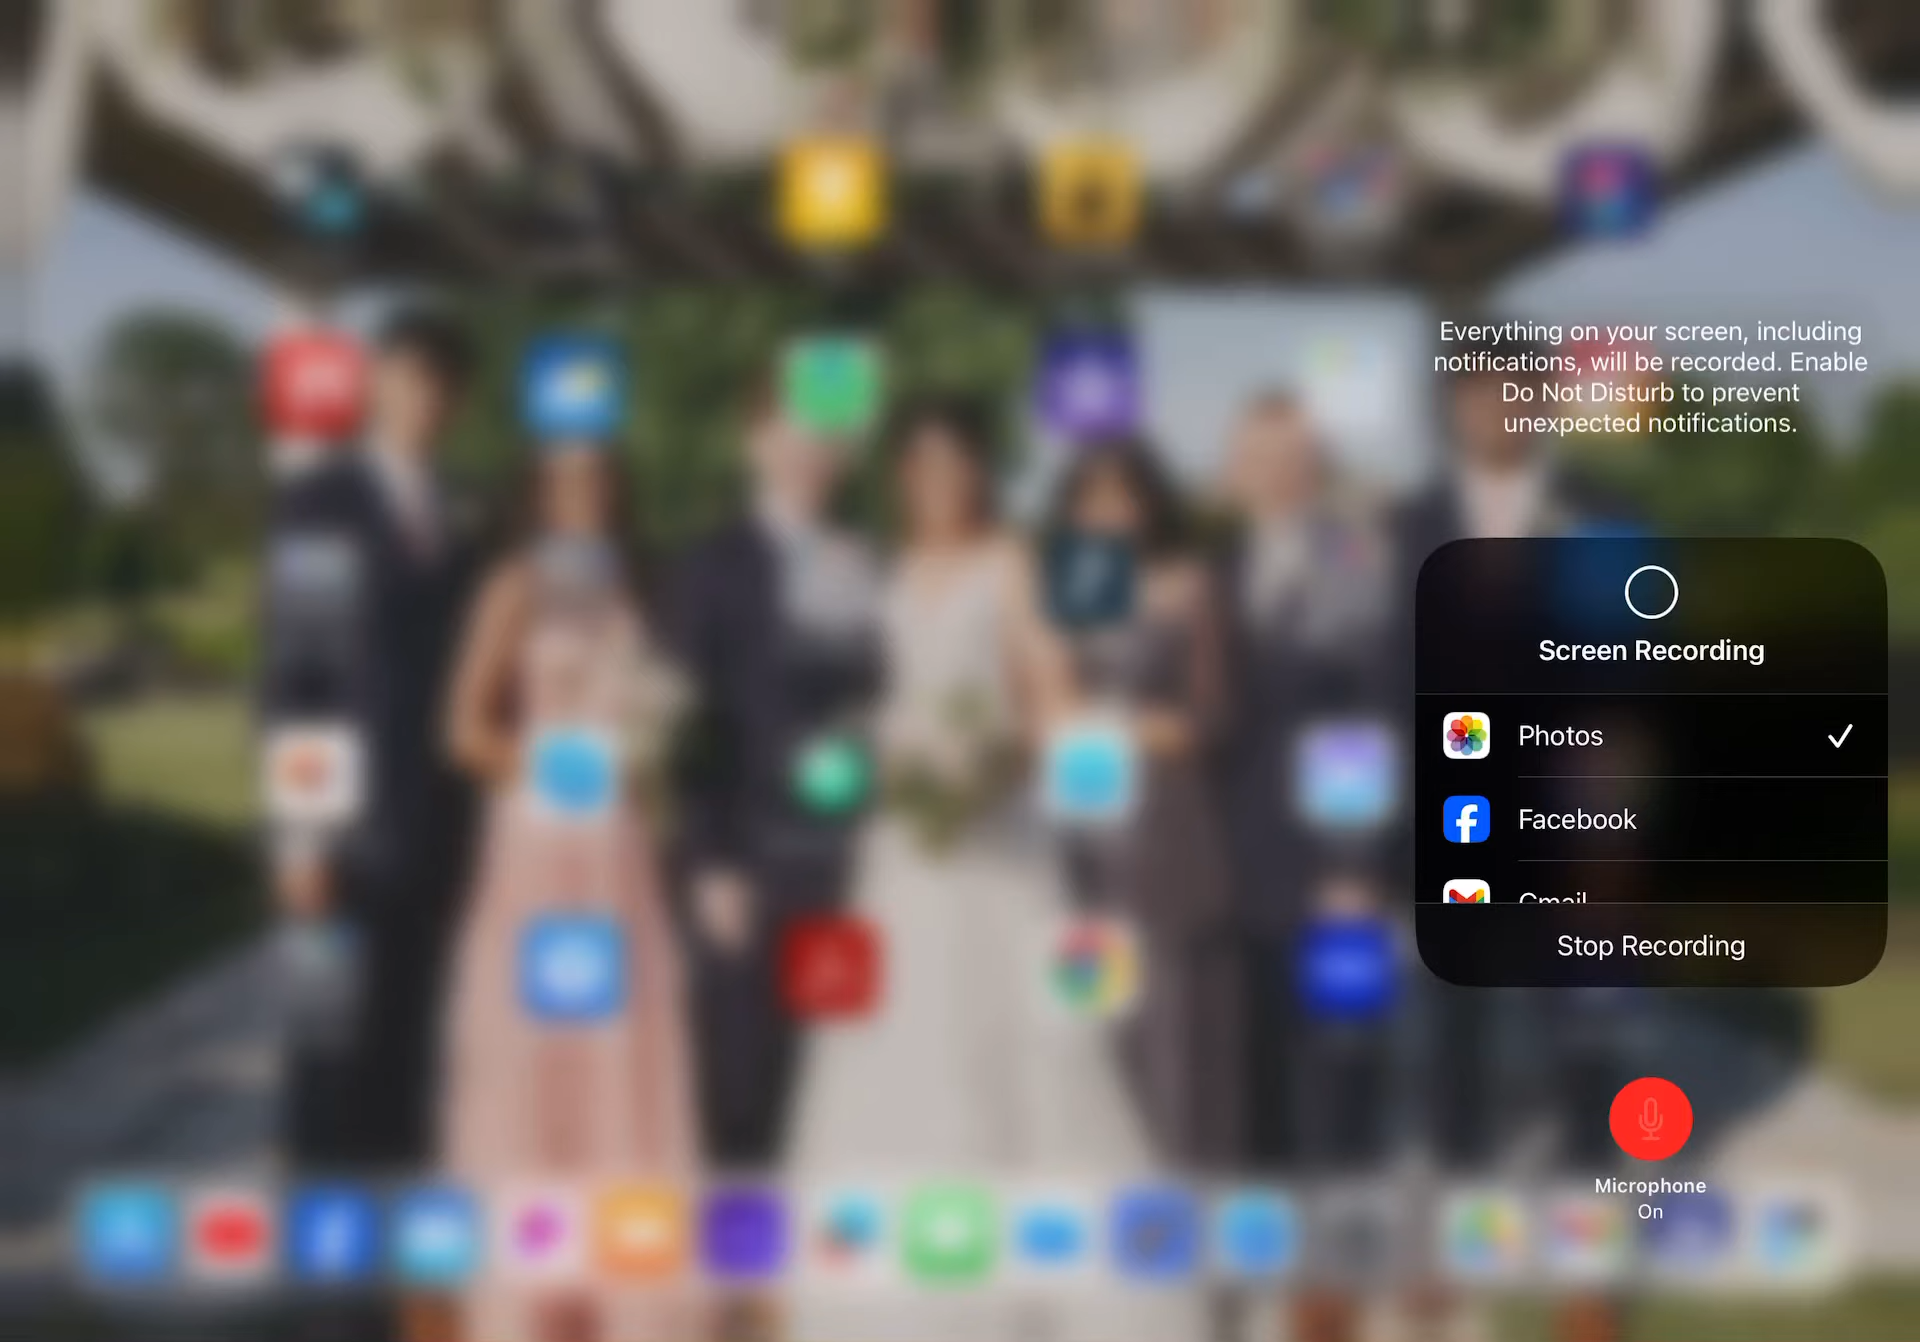 Everything on your screen, including
notifications, will be recorded. Enable
Do Not Disturb to prevent
unexpected notifications.
Screen Recording
Photos
Facebook
Gmail
Stop Recording
Microphone
On